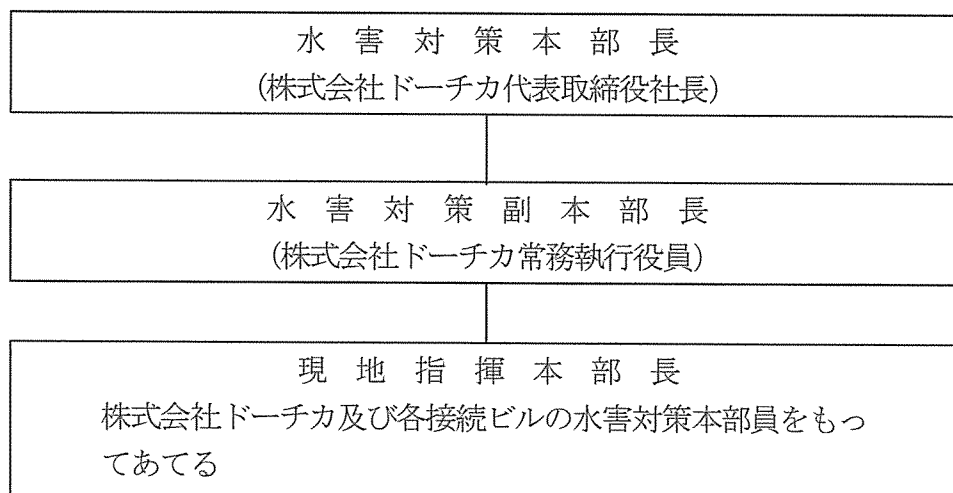 水害対策本部長
(株式会社ドーチカ代表取締役社長)
水害対策副本部長
(株式会社ドーチカ常務執行役員)
現地指揮本部長
株式会社ドーチカ及び各接続ビルの水害対策本部員をもっ
てあてる